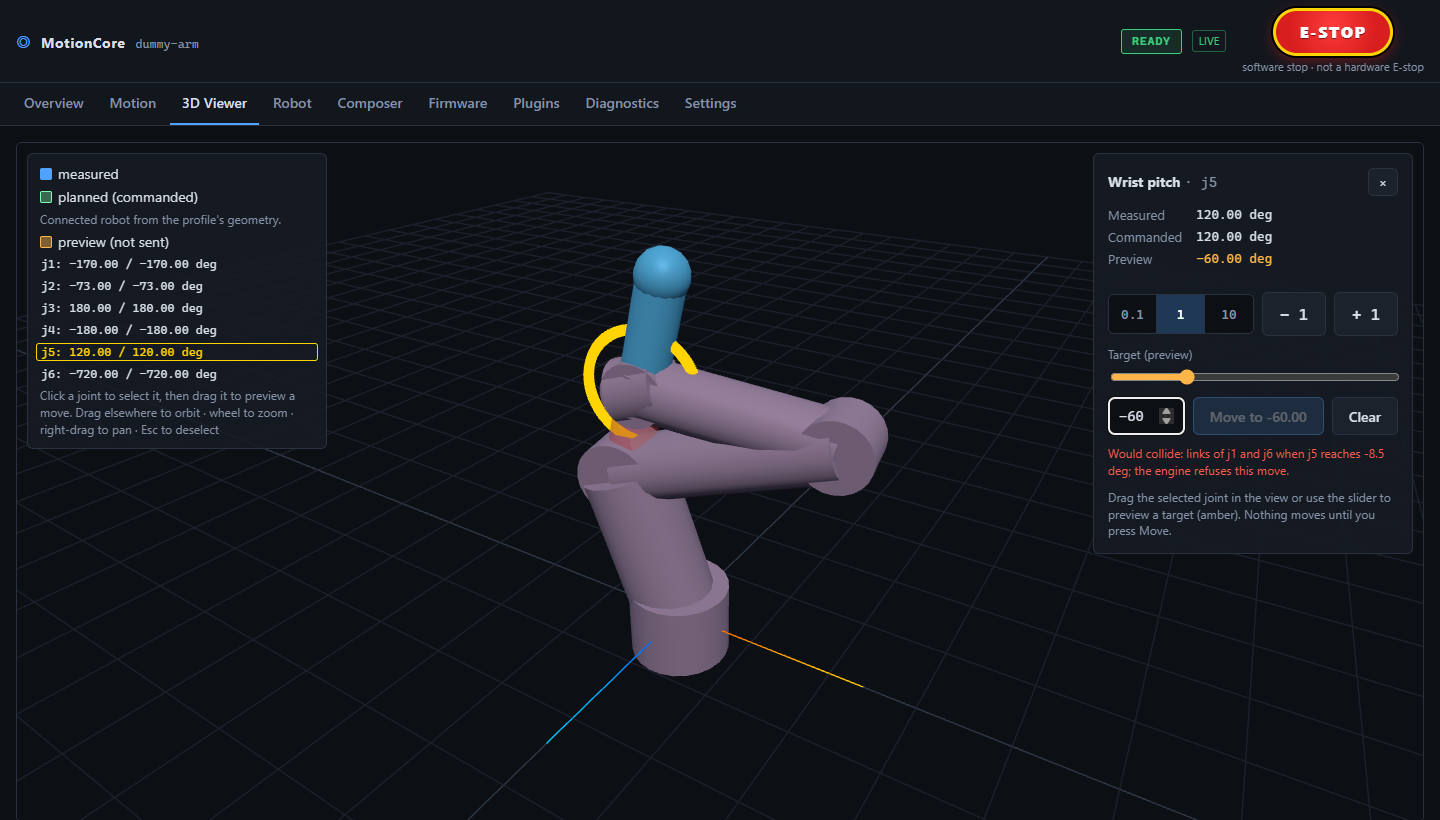 MotionCore dummy-arm
READY LIVE E-STOP
software stop · not a hardware E-stop
Overview Motion 3D Viewer Robot Composer Firmware Plugins Diagnostics Settings
measured
planned (commanded)
Connected robot from the profile's geometry.
preview (not sent)
j1: -170.00 / -170.00 deg
j2: -73.00 / -73.00 deg
j3: 180.00 / 180.00 deg
j4: -180.00 / -180.00 deg
j5: 120.00 / 120.00 deg
j6: -720.00 / -720.00 deg
Click a joint to select it, then drag it to preview a
move. Drag elsewhere to orbit · wheel to zoom ·
right-drag to pan · Esc to deselect
Wrist pitch · j5 ×
Measured 120.00 deg
Commanded 120.00 deg
Preview -60.00 deg
0.1 1 10 − 1 + 1
Target (preview)
-60 Move to -60.00 Clear
Would collide: links of j1 and j6 when j5 reaches -8.5
deg; the engine refuses this move.
Drag the selected joint in the view or use the slider to
preview a target (amber). Nothing moves until you
press Move.